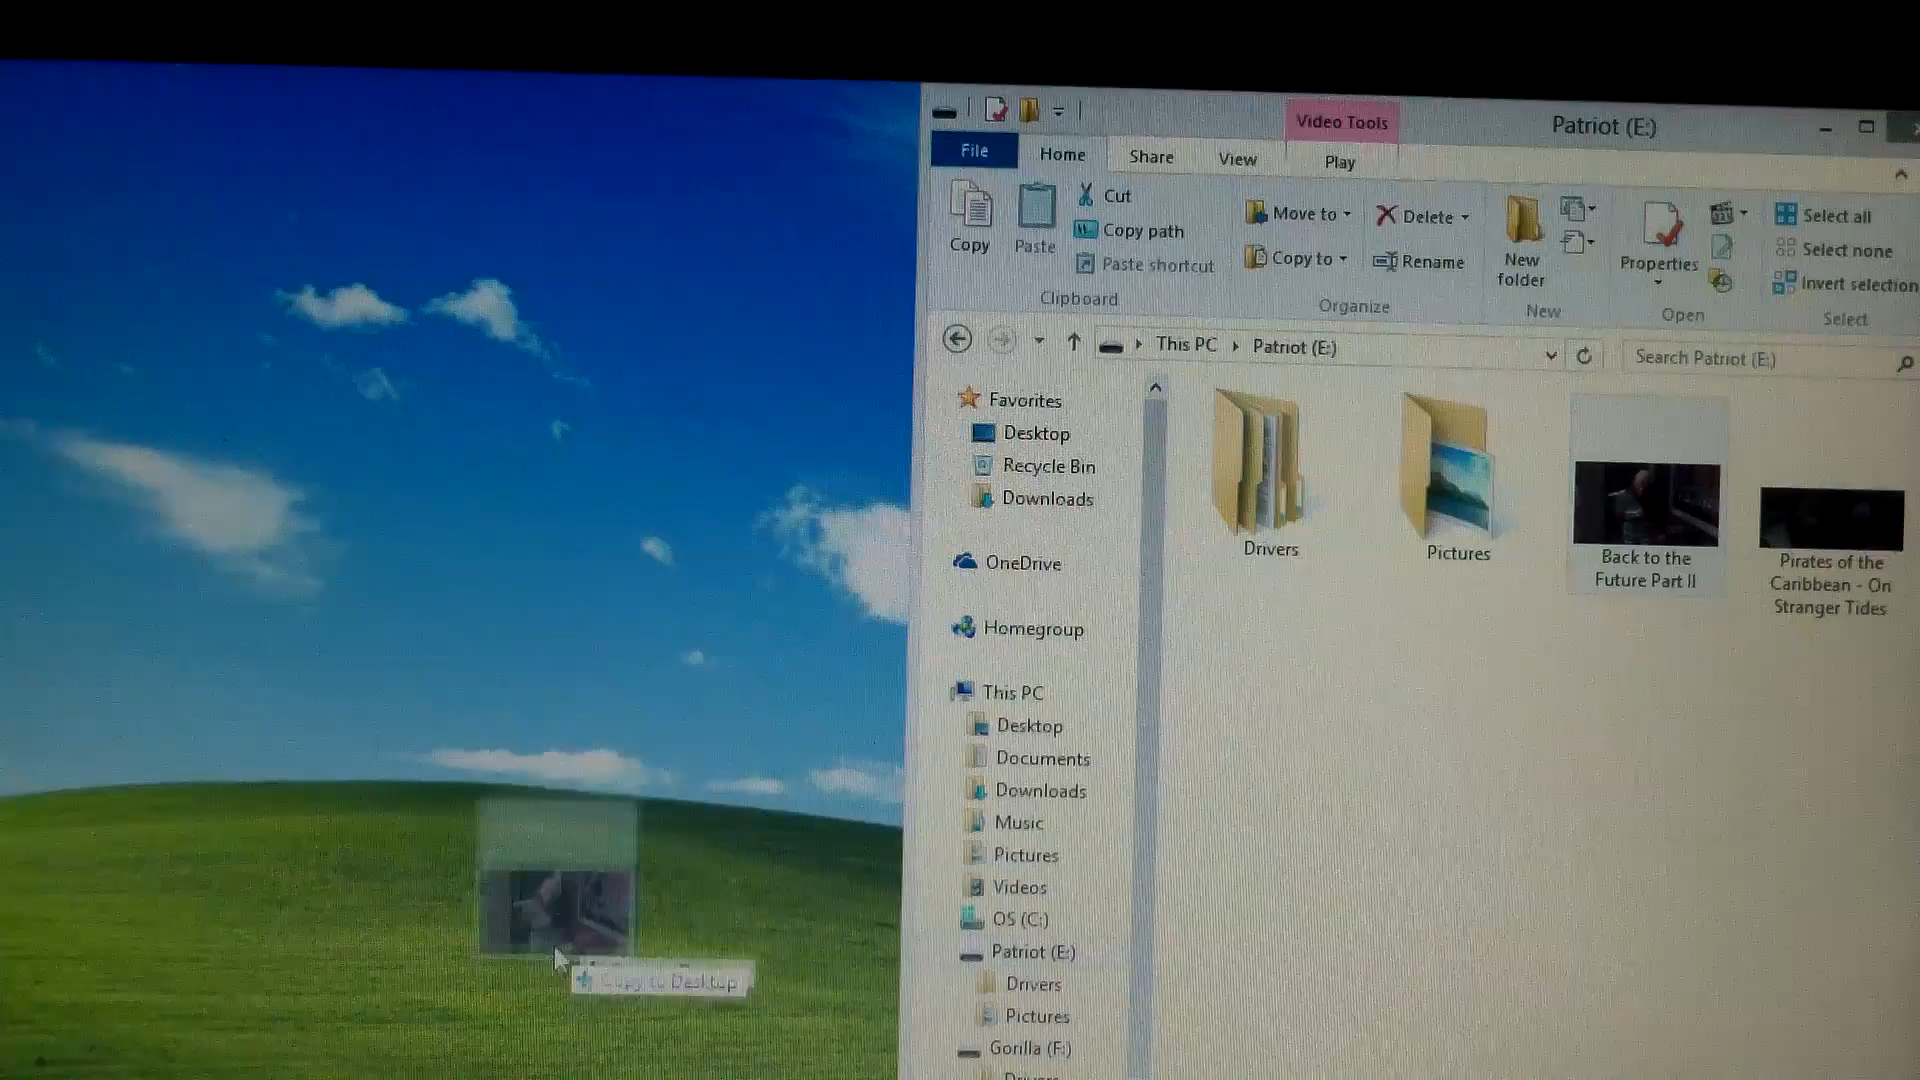 Video Tools
Patriot (E:)
File
Home
Share
View
Play
Copy
Paste
Cut
Copy path
Paste shortcut
Clipboard
Move to
Copy to
Delete
Rename
Organize
New
folder
New
Properties
Open
Select all
Select none
Invert selection
Select
This PC
Patriot (E:)
Search Patriot (E:)
Favorites
Desktop
Recycle Bin
Downloads
OneDrive
Homegroup
This PC
Desktop
Documents
Downloads
Music
Pictures
Videos
OS (C:)
Patriot (E:)
Drivers
Pictures
Gorilla (F:)
Drivers
Drivers
Pictures
Back to the
Future Part II
Pirates of the
Caribbean - On
Stranger Tides
Copy to Desktop